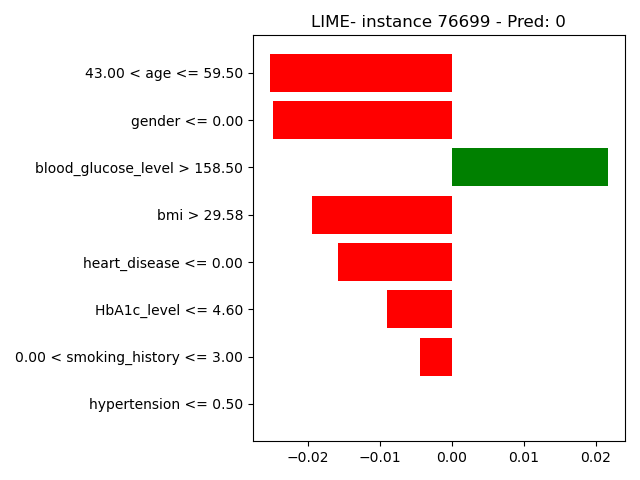 LIME- instance 76699 - Pred: 0
43.00 < age <= 59.50
gender <= 0.00
blood_glucose_level > 158.50
bmi > 29.58
heart_disease <= 0.00
HbA1c_level <= 4.60
0.00 < smoking_history <= 3.00
hypertension <= 0.50
−0.02 −0.01 0.00 0.01 0.02